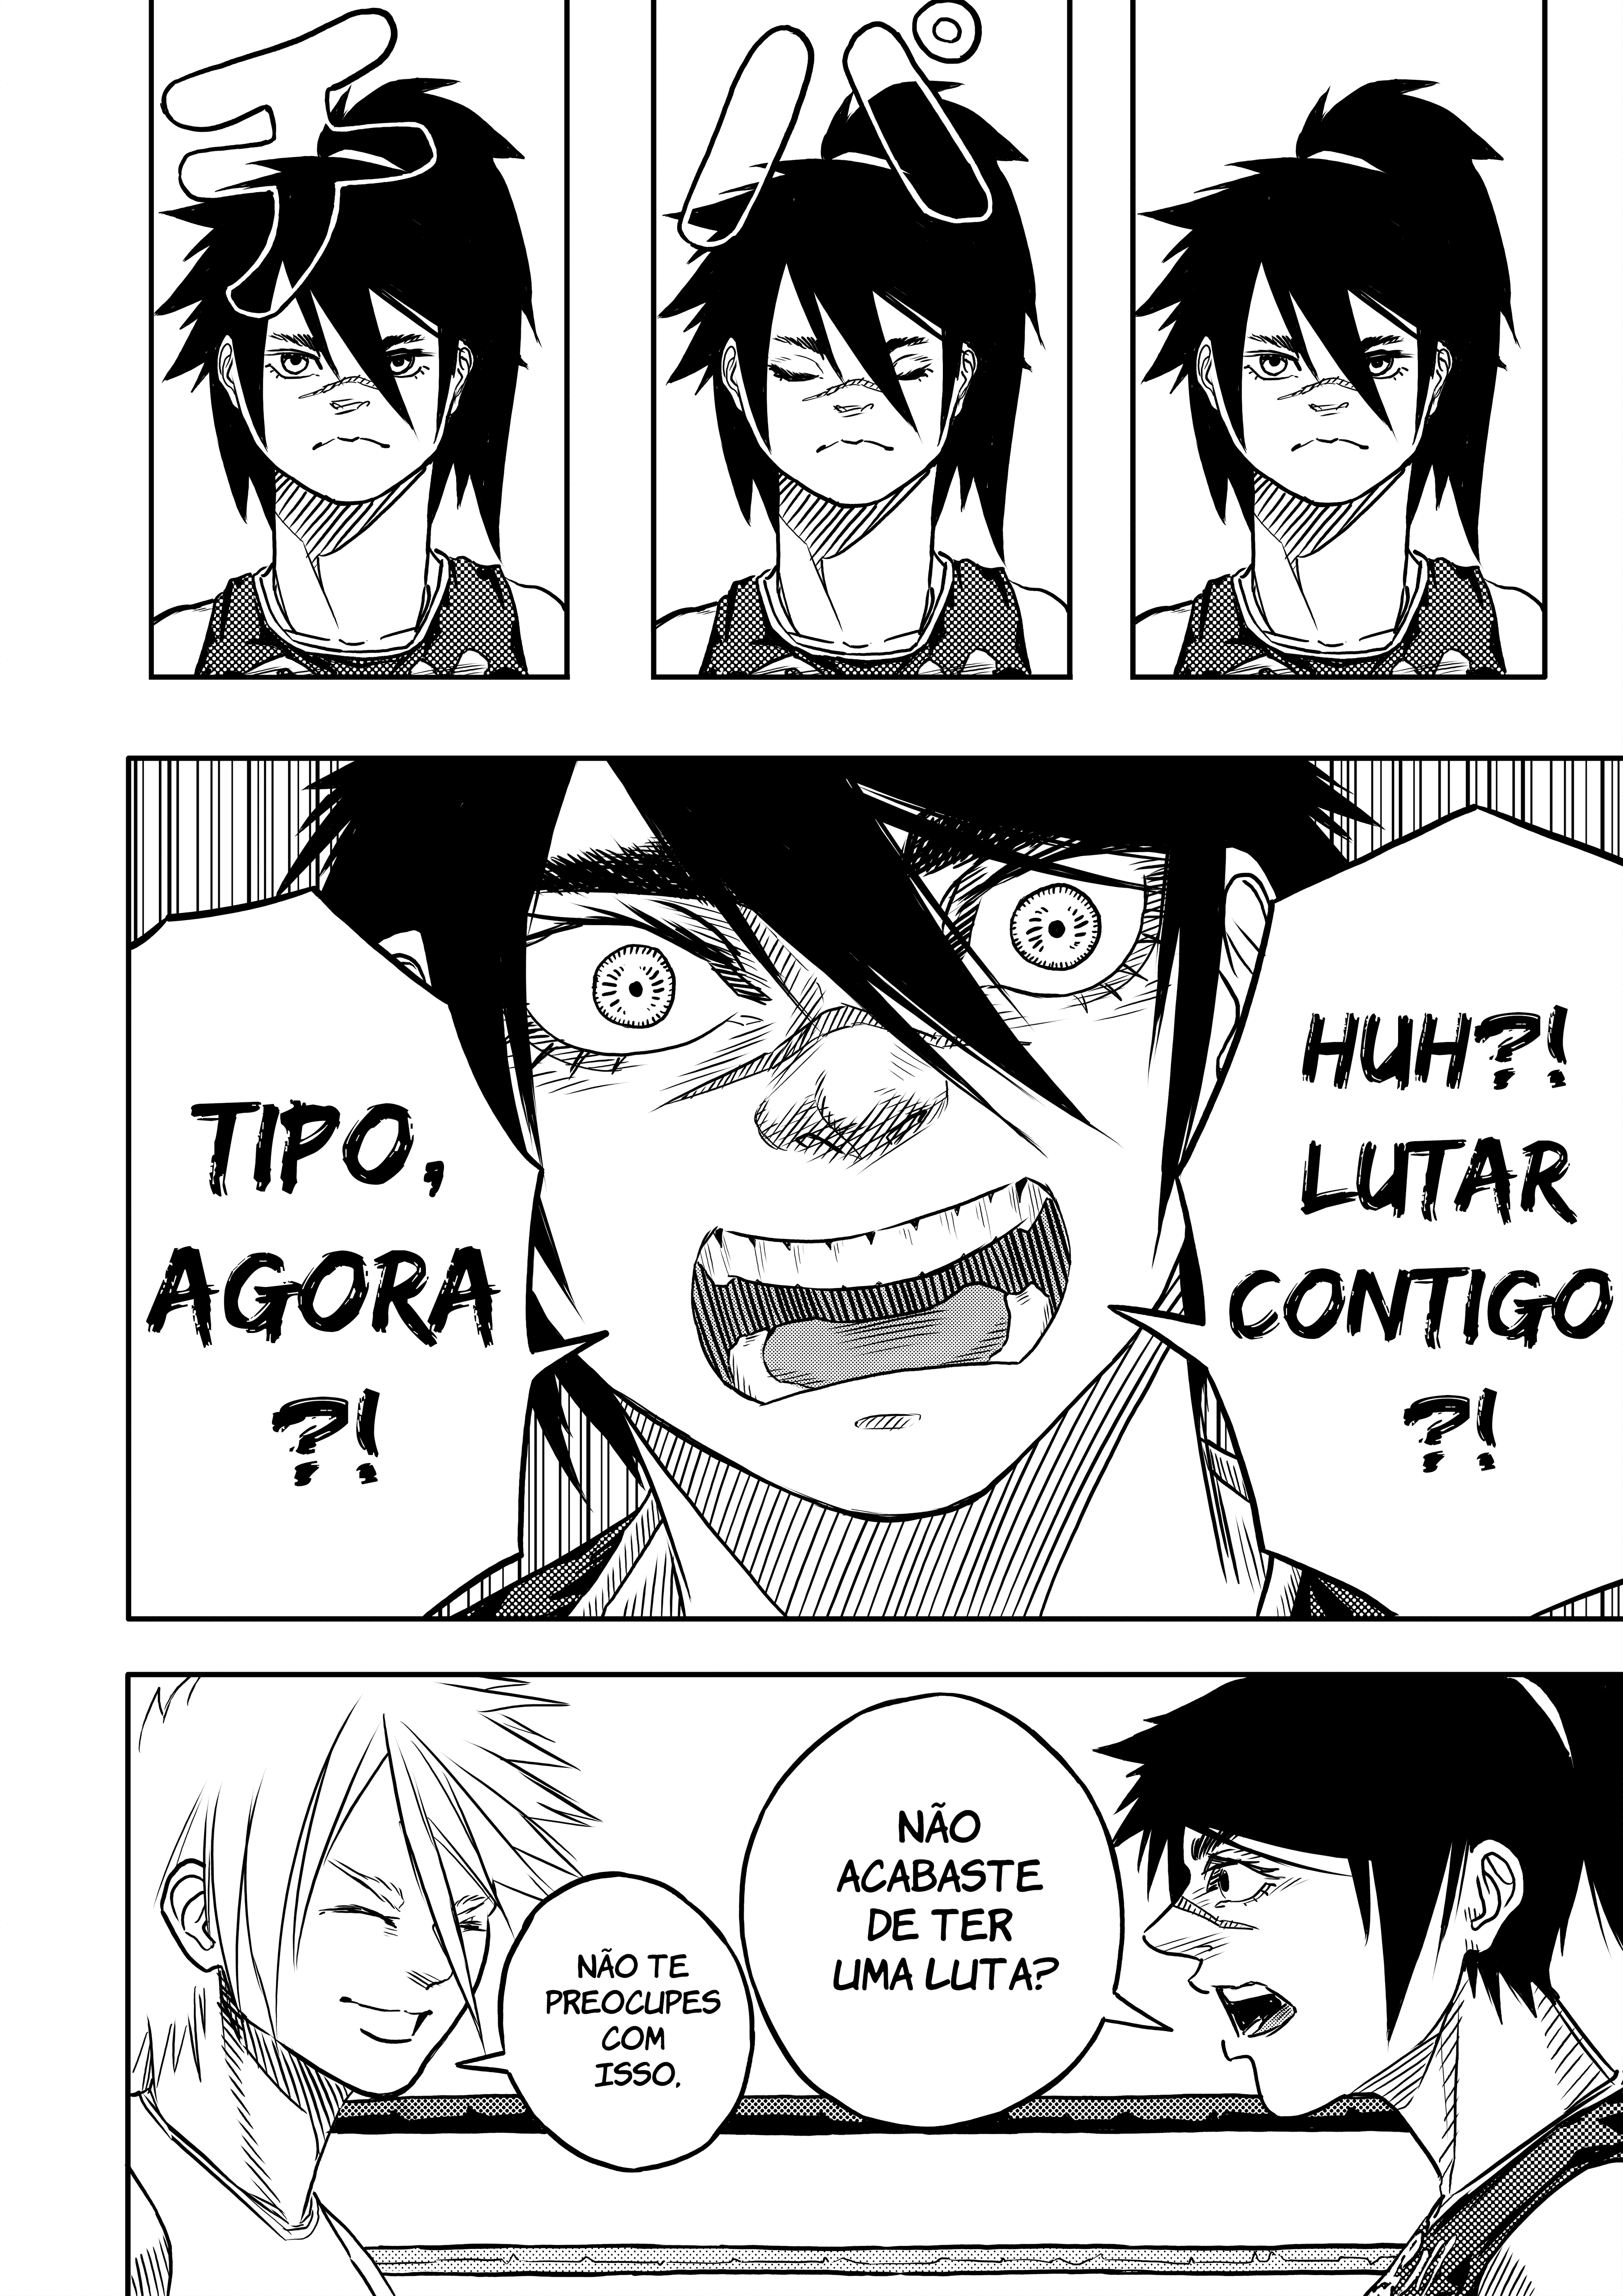 パ
チ
HUH?!
LUTAR
CONTIGO
?!
TIPO,
AGORA
?!
NÃO
ACABASTE
DE TER
UMA LUTA?
NÃO TE
PREOCUPES
COM
ISSO.